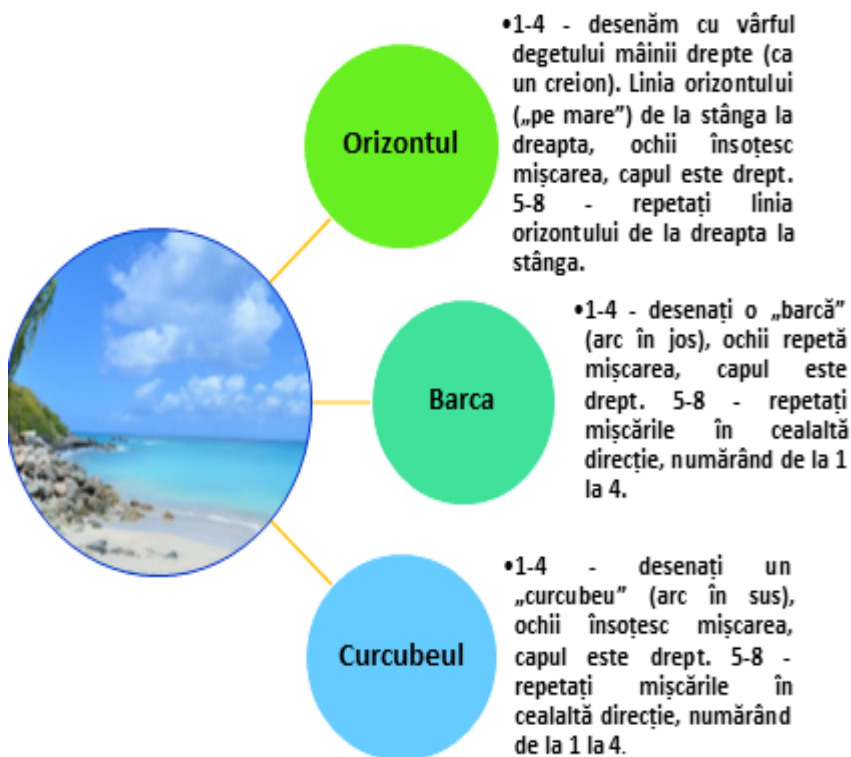 Orizontul
•1-4 - desenăm cu vârful
degetului mâinii drepte (ca
un creion). Linia orizontului
(„pe mare”) de la stânga la
dreapta, ochii însoțesc
mișcarea, capul este drept.
5-8 - repetați linia
orizontului de la dreapta la
stânga.
Barca
•1-4 - desenați o „barcă”
(arc în jos), ochii repetă
mișcarea, capul este
drept. 5-8 - repetați
mișcările în cealaltă
direcție, numărând de la 1
la 4.
Curcubeul
•1-4 - desenați un
„curcubeu” (arc în sus),
ochii însoțesc mișcarea,
capul este drept. 5-8 -
repetați mișcările în
cealaltă direcție, numărând
de la 1 la 4.